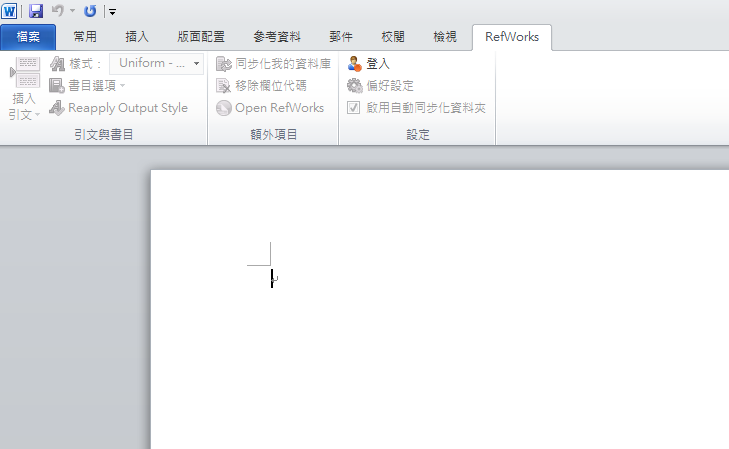 檔案 常用 插入 版面配置 參考資料 郵件 校閱 檢視 RefWorks
插入
引文
樣式： Uniform - ...
書目選項
Reapply Output Style
引文與書目
同步化我的資料庫
移除欄位代碼
Open RefWorks
額外項目
登入
偏好設定
啟用自動同步化資料夾
設定